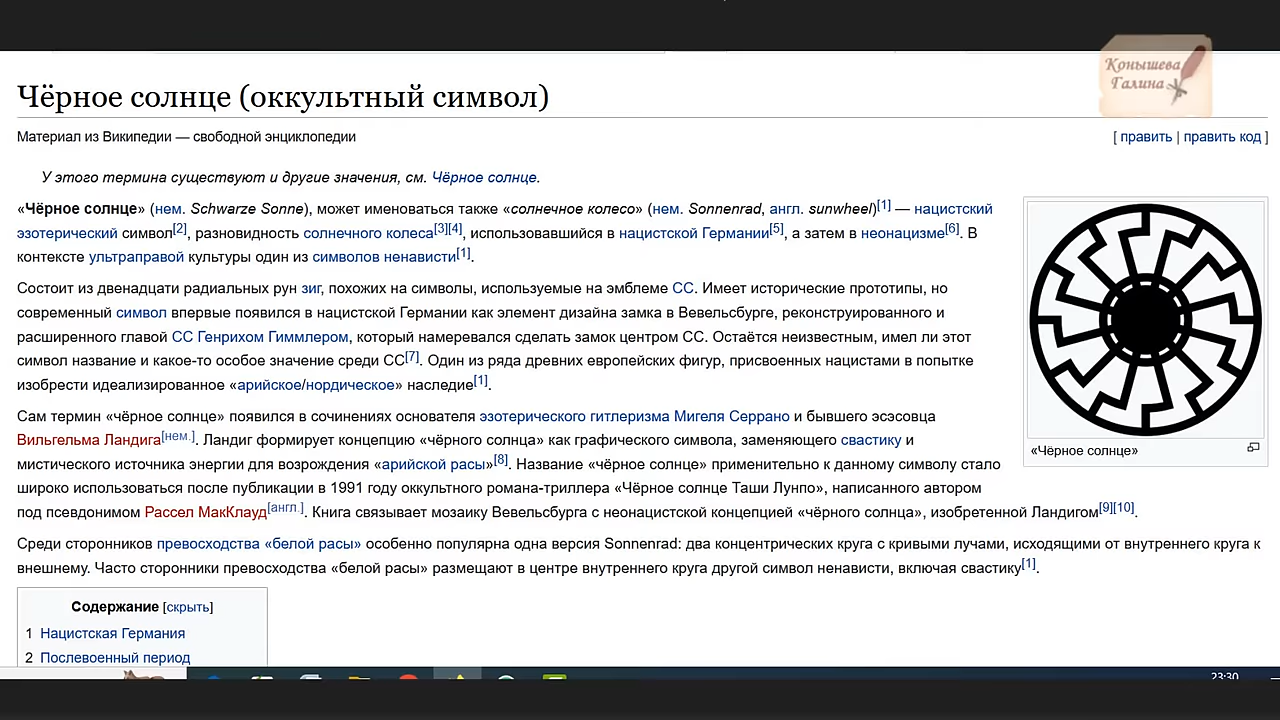 Конышева
Галина
Чёрное солнце (оккультный символ)
Материал из Википедии — свободной энциклопедии
[ править | править код ]
У этого термина существуют и другие значения, см. Чёрное солнце.
«Чёрное солнце» (нем. Schwarze Sonne), может именоваться также «солнечное колесо» (нем. Sonnenrad, англ. sunwheel)[1] — нацистский
эзотерический символ[2], разновидность солнечного колеса[3][4], использовавшийся в нацистской Германии[5], а затем в неонацизме[6]. В
контексте ультраправой культуры один из символов ненависти[1].
Состоит из двенадцати радиальных рун зиг, похожих на символы, используемые на эмблеме СС. Имеет исторические прототипы, но
современный символ впервые появился в нацистской Германии как элемент дизайна замка в Вевельсбурге, реконструированного и
расширенного главой СС Генрихом Гиммлером, который намеревался сделать замок центром СС. Остаётся неизвестным, имел ли этот
символ название и какое-то особое значение среди СС[7]. Один из ряда древних европейских фигур, присвоенных нацистами в попытке
изобрести идеализированное «арийское/нордическое» наследие[1].
Сам термин «чёрное солнце» появился в сочинениях основателя эзотерического гитлеризма Мигеля Серрано и бывшего эсэсовца
Вильгельма Ландига[нем.]. Ландиг формирует концепцию «чёрного солнца» как графического символа, заменяющего свастику и
мистического источника энергии для возрождения «арийской расы»[8]. Название «чёрное солнце» применительно к данному символу стало
широко использоваться после публикации в 1991 году оккультного романа-триллера «Чёрное солнце Таши Лунпо», написанного автором
под псевдонимом Рассел МакКлауд[англ.]. Книга связывает мозаику Вевельсбурга с неонацистской концепцией «чёрного солнца», изобретенной Ландигом[9][10].
«Чёрное солнце»
Среди сторонников превосходства «белой расы» особенно популярна одна версия Sonnenrad: два концентрических круга с кривыми лучами, исходящими от внутреннего круга к
внешнему. Часто сторонники превосходства «белой расы» размещают в центре внутреннего круга другой символ ненависти, включая свастику[1].
Содержание [скрыть]
1 Нацистская Германия
2 Послевоенный период
23:30